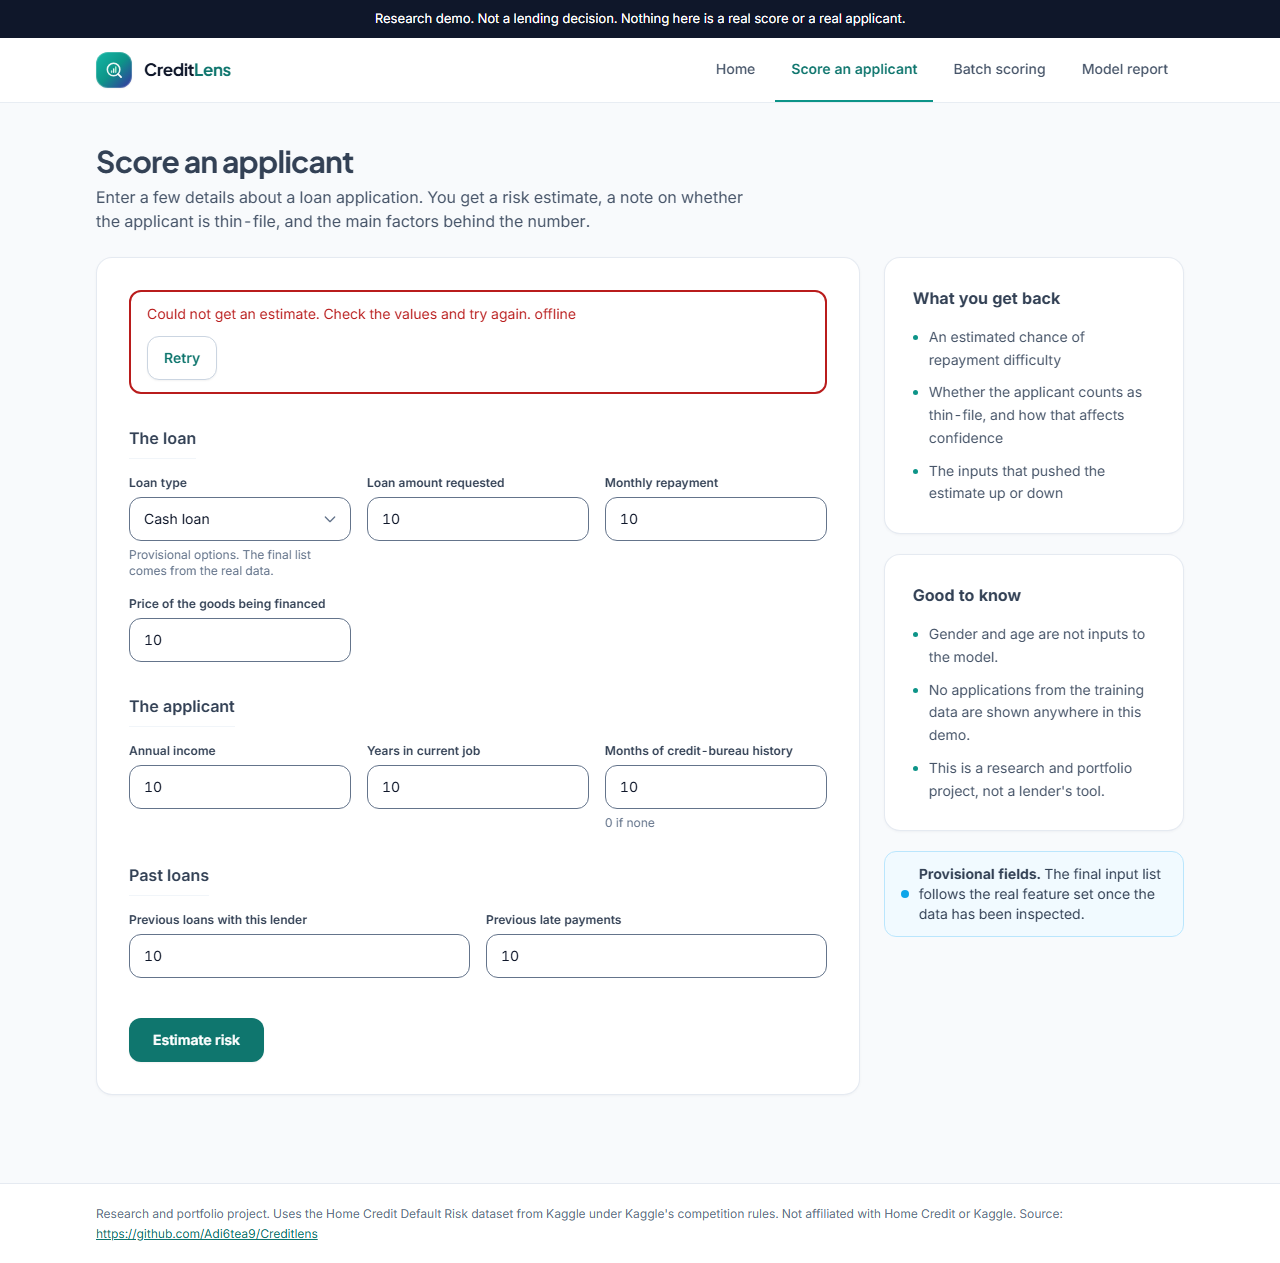 Research demo. Not a lending decision. Nothing here is a real score or a real applicant.
CreditLens
Home
Score an applicant
Batch scoring
Model report
Score an applicant
Enter a few details about a loan application. You get a risk estimate, a note on whether
the applicant is thin-file, and the main factors behind the number.
Could not get an estimate. Check the values and try again. offline
Retry
The loan
Loan type
Loan amount requested
Monthly repayment
Cash loan
10
10
Provisional options. The final list
comes from the real data.
Price of the goods being financed
10
The applicant
Annual income
Years in current job
Months of credit-bureau history
10
10
10
0 if none
Past loans
Previous loans with this lender
Previous late payments
10
10
Estimate risk
What you get back
An estimated chance of
repayment difficulty
Whether the applicant counts as
thin-file, and how that affects
confidence
The inputs that pushed the
estimate up or down
Good to know
Gender and age are not inputs to
the model.
No applications from the training
data are shown anywhere in this
demo.
This is a research and portfolio
project, not a lender's tool.
Provisional fields. The final input list
follows the real feature set once the
data has been inspected.
Research and portfolio project. Uses the Home Credit Default Risk dataset from Kaggle under Kaggle's competition rules. Not affiliated with Home Credit or Kaggle. Source:
https://github.com/Adi6tea9/Creditlens